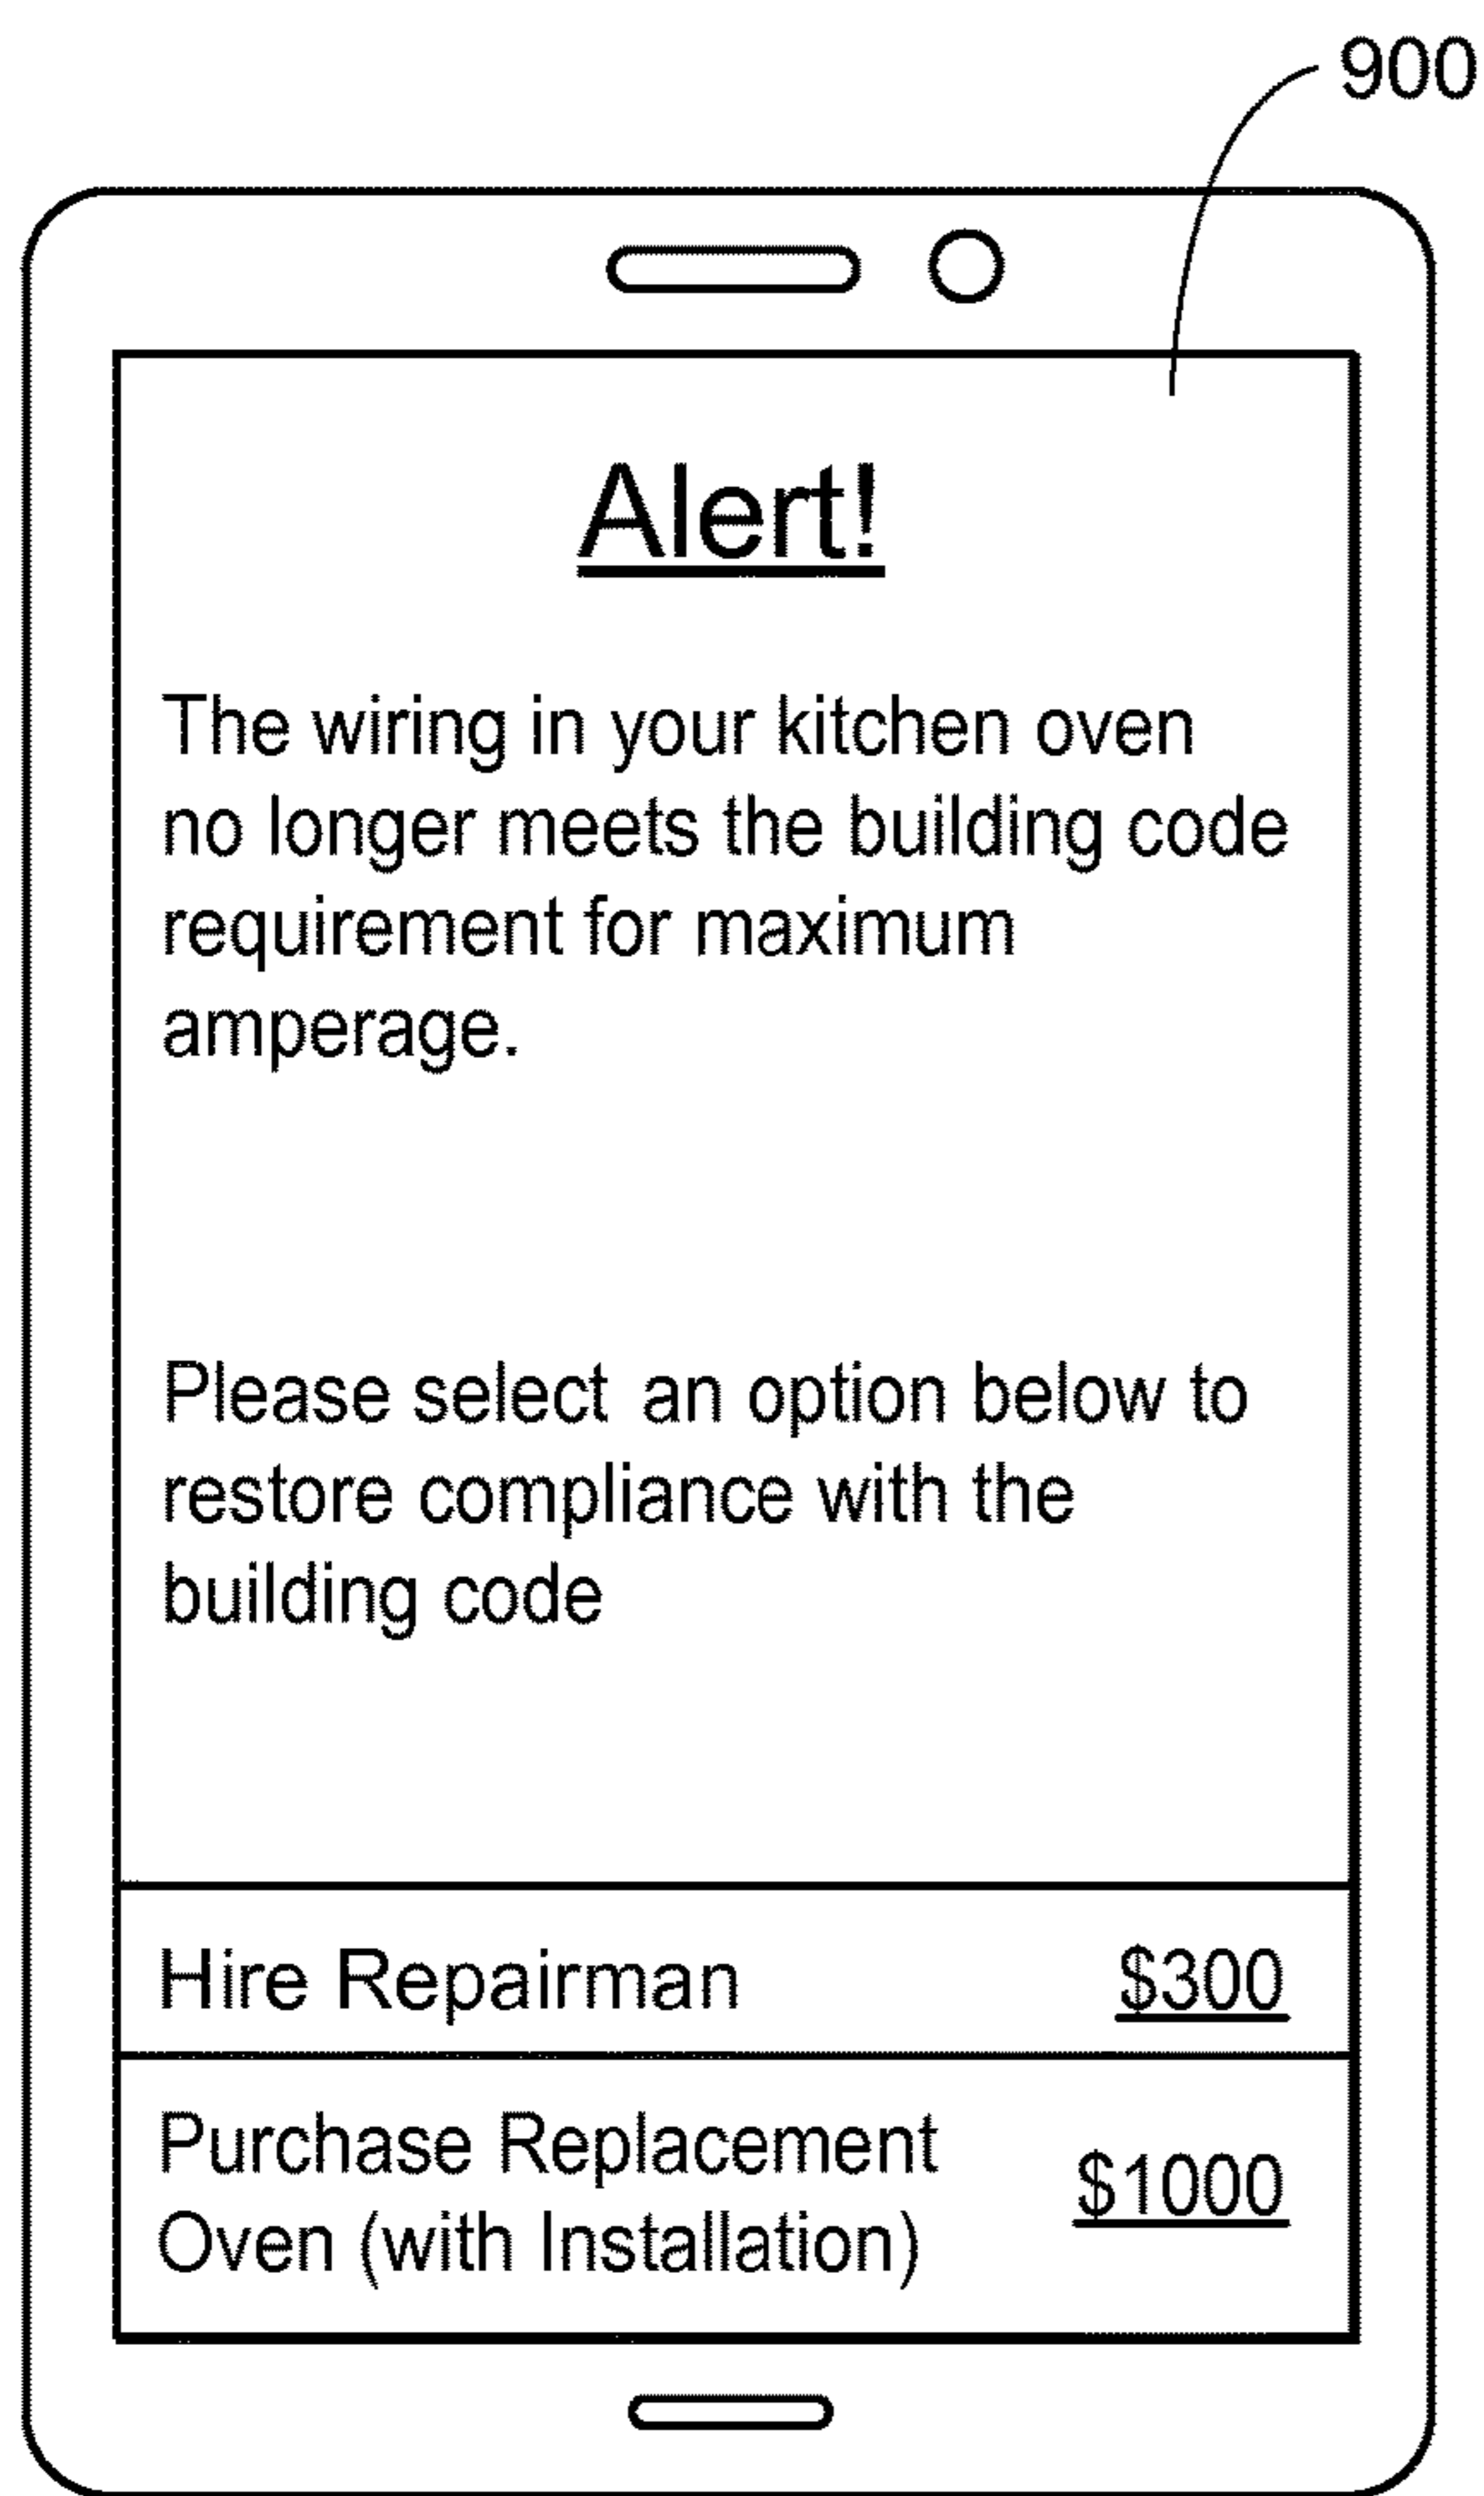 900
Alert!
The wiring in your kitchen oven
no longer meets the building code
requirement for maximum
amperage.
Please select an option below to
restore compliance with the
building code
Hire Repairman $300
Purchase Replacement
Oven (with Installation) $1000